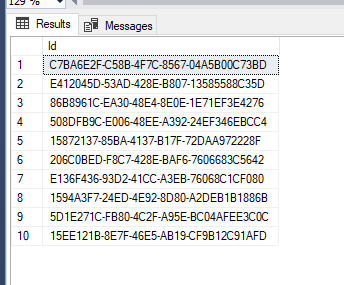 129 %
Results Messages
Id
1 C7BA6E2F-C58B-4F7C-8567-04A5B00C73BD
2 E412045D-53AD-428E-B807-13585588C35D
3 86B8961C-EA30-48E4-8E0E-1E71EF3E4276
4 508DFB9C-E006-48EE-A392-24EF346EBCC4
5 15872137-85BA-4137-B17F-72DAA972228F
6 206C0BED-F8C7-428E-BAF6-7606683C5642
7 E136F436-93D2-41CC-A3EB-76068C1CF080
8 1594A3F7-24ED-4E92-8D80-A2DEB1B1886B
9 5D1E271C-FB80-4C2F-A95E-BC04AFEE3C0C
10 15EE121B-8E7F-46E5-AB19-CF9B12C91AFD